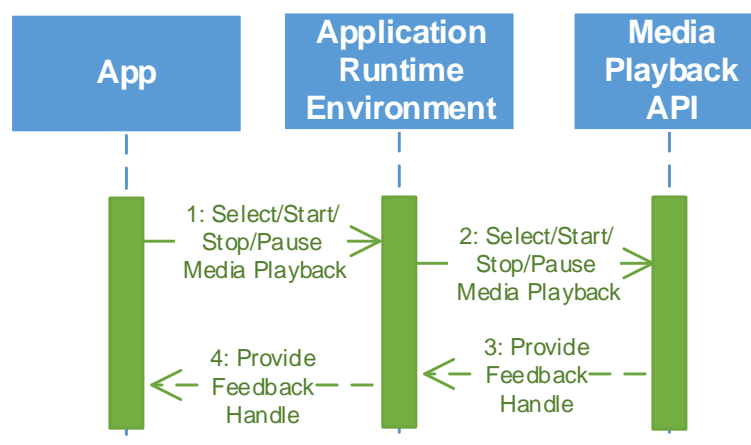 App
Application
Runtime
Environment
Media
Playback
API
1: Select/Start/
Stop/Pause
Media Playback
2: Select/Start/
Stop/Pause
Media Playback
3: Provide
Feedback
Handle
4: Provide
Feedback
Handle